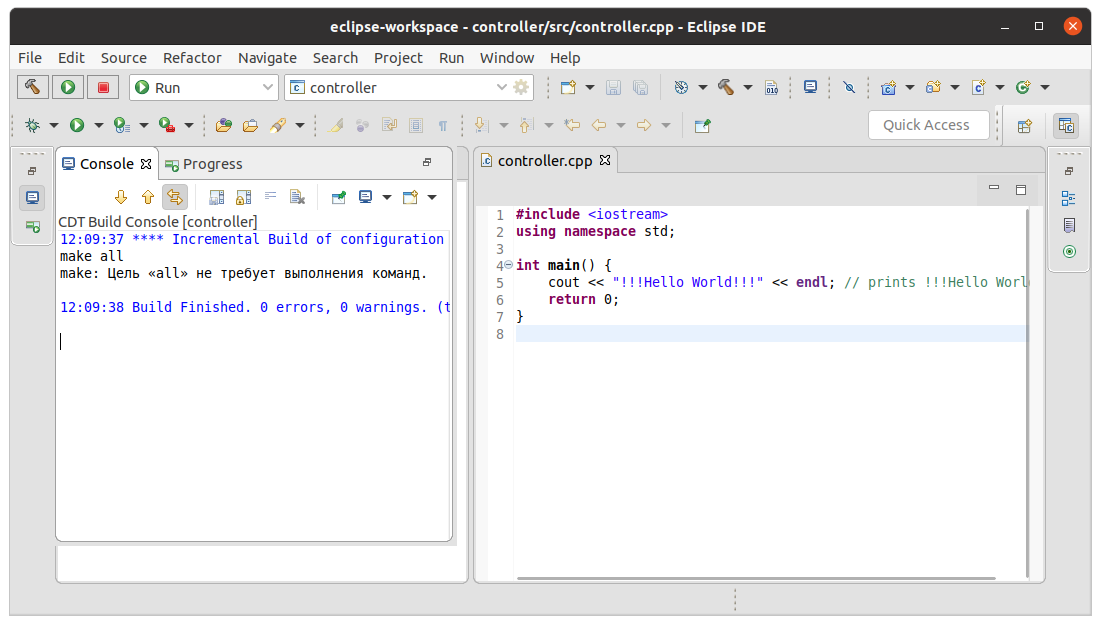 eclipse-workspace - controller/src/controller.cpp - Eclipse IDE
File Edit Source Refactor Navigate Search Project Run Window Help
Run
controller
010
Quick Access
Console
Progress
CDT Build Console [controller]
12:09:37 **** Incremental Build of configuration
make all
make: Цель «all» не требует выполнения команд.
12:09:38 Build Finished. 0 errors, 0 warnings. (t
controller.cpp
1 #include <iostream>
2 using namespace std;
3
4 int main() {
5 cout << "!!!Hello World!!!" << endl; // prints !!!Hello Worl
6 return 0;
7 }
8